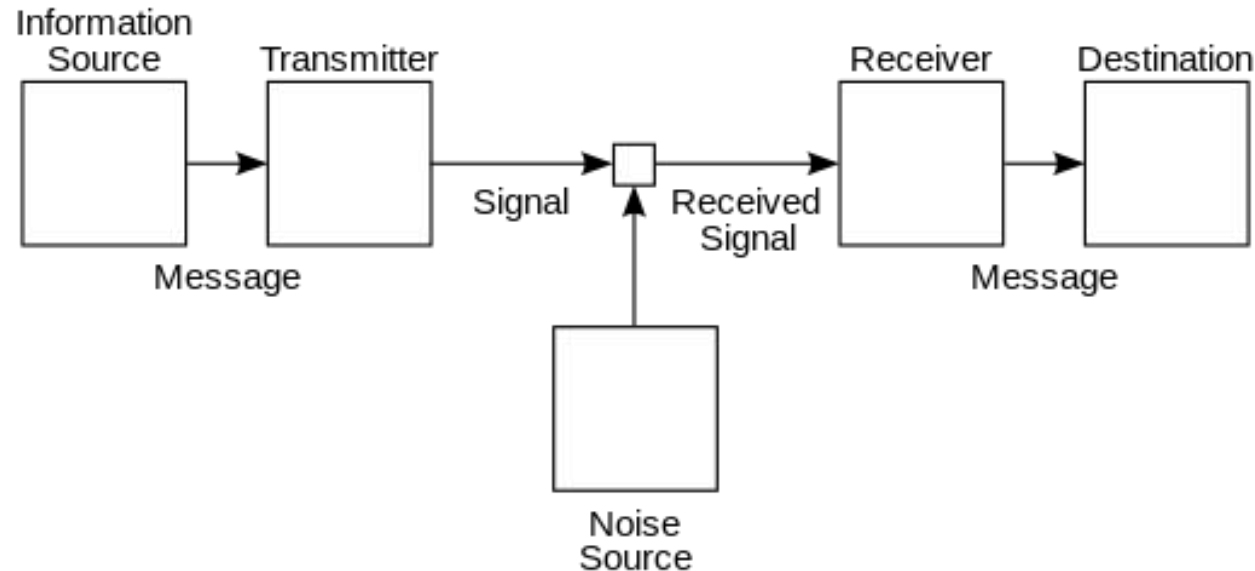 Information
Source
Transmitter
Receiver
Destination
Signal
Received
Signal
Message
Message
Noise
Source